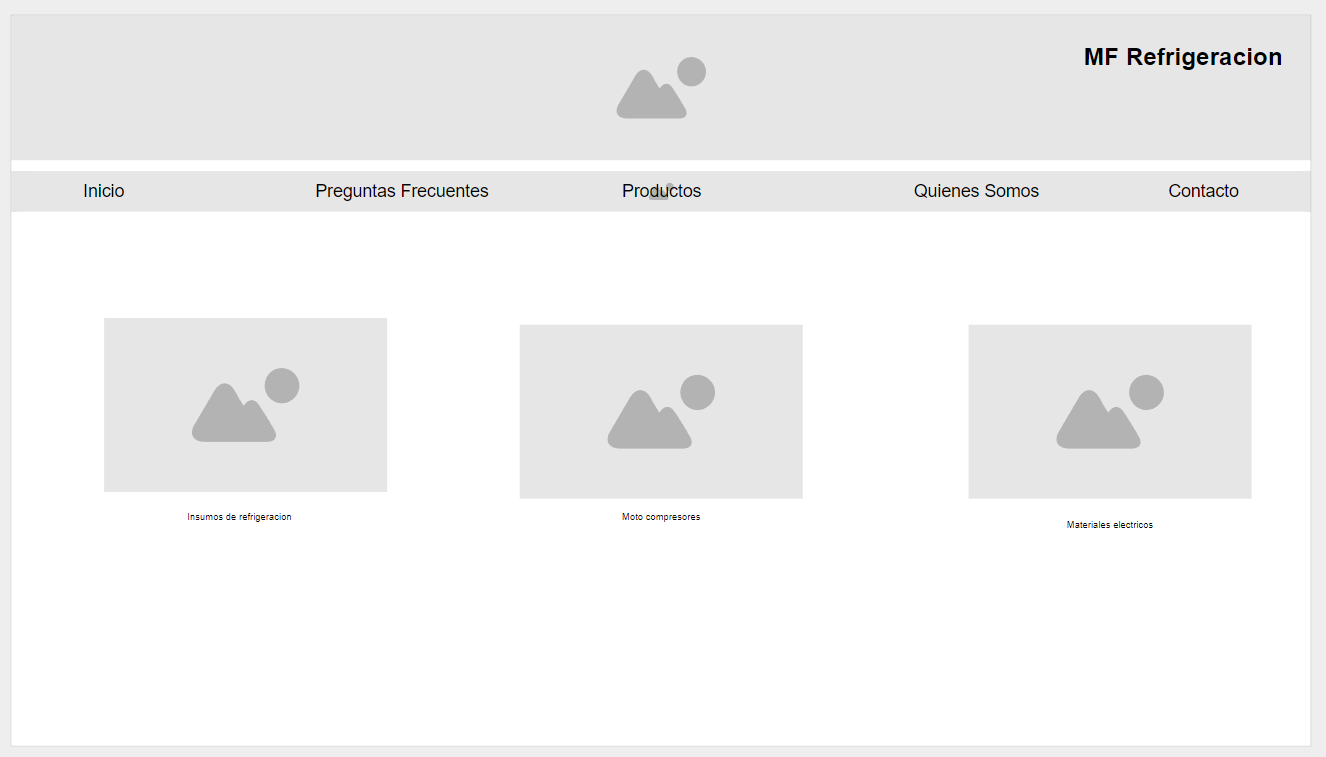 MF Refrigeracion
Inicio
Preguntas Frecuentes
Productos
Quienes Somos
Contacto
Insumos de refrigeracion
Moto compresores
Materiales electricos